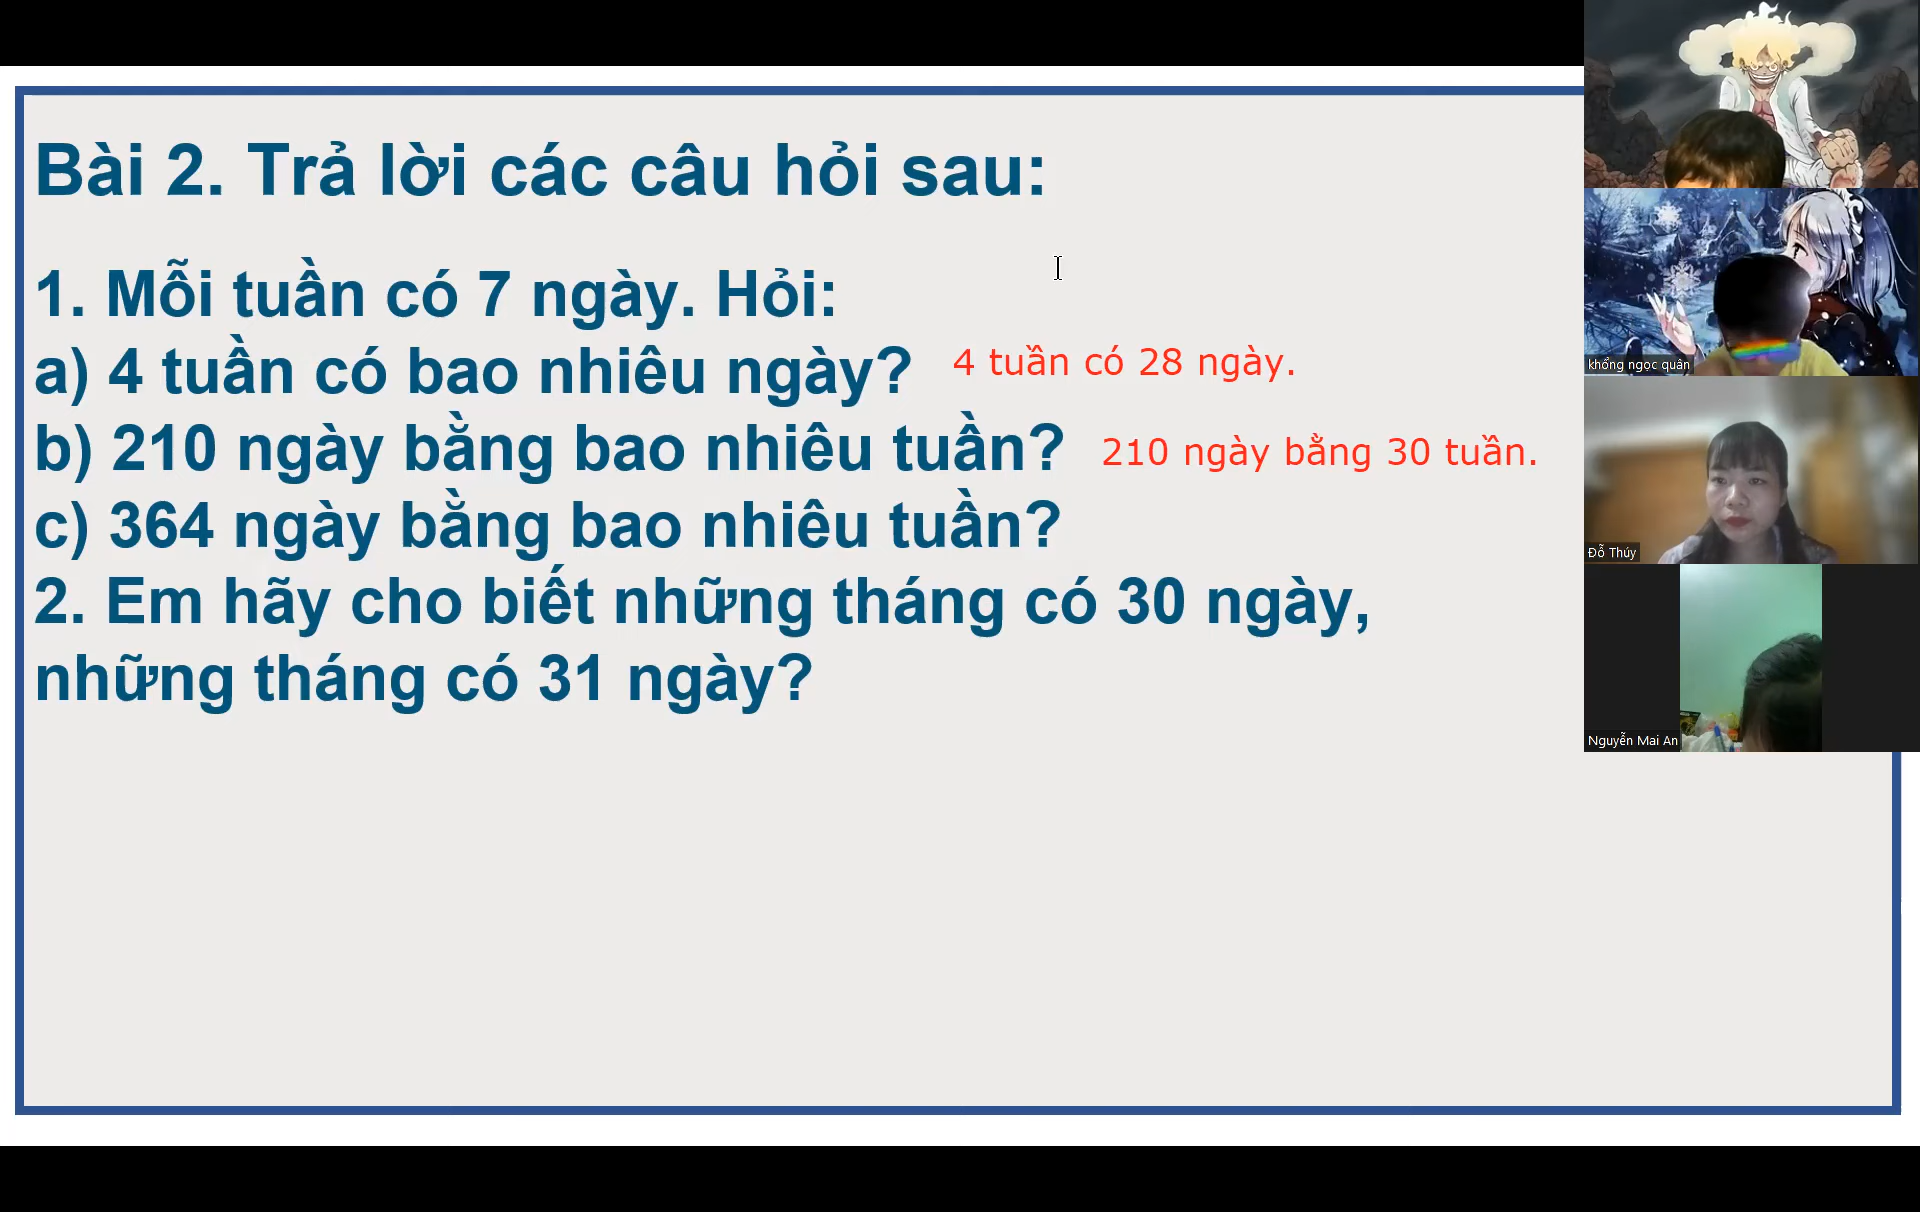 Bài 2. Trả lời các câu hỏi sau:
1. Mỗi tuần có 7 ngày. Hỏi:
a) 4 tuần có bao nhiêu ngày? 4 tuần có 28 ngày.
b) 210 ngày bằng bao nhiêu tuần? 210 ngày bằng 30 tuần.
c) 364 ngày bằng bao nhiêu tuần?
2. Em hãy cho biết những tháng có 30 ngày,
những tháng có 31 ngày?
khổng ngọc quân
Đỗ Thúy
Nguyễn Mai An